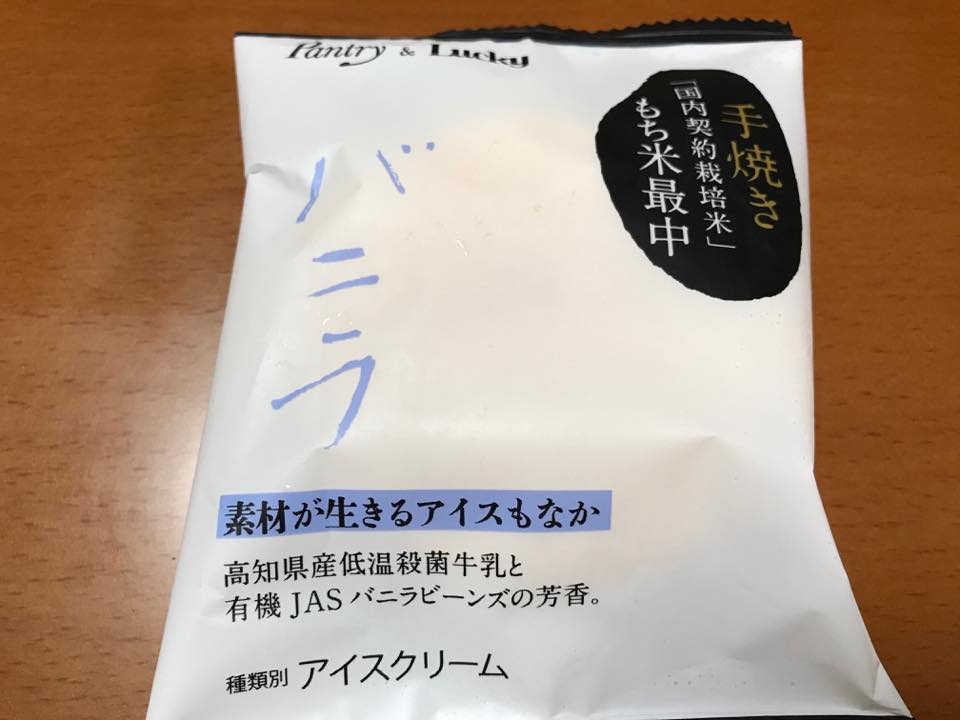 Pantry & Lucky
手焼き
「国内契約栽培米」
もち米最中
バニラ
素材が生きるアイスもなか
高知県産低温殺菌牛乳と
有機JASバニラビーンズの芳香。
種類別 アイスクリーム